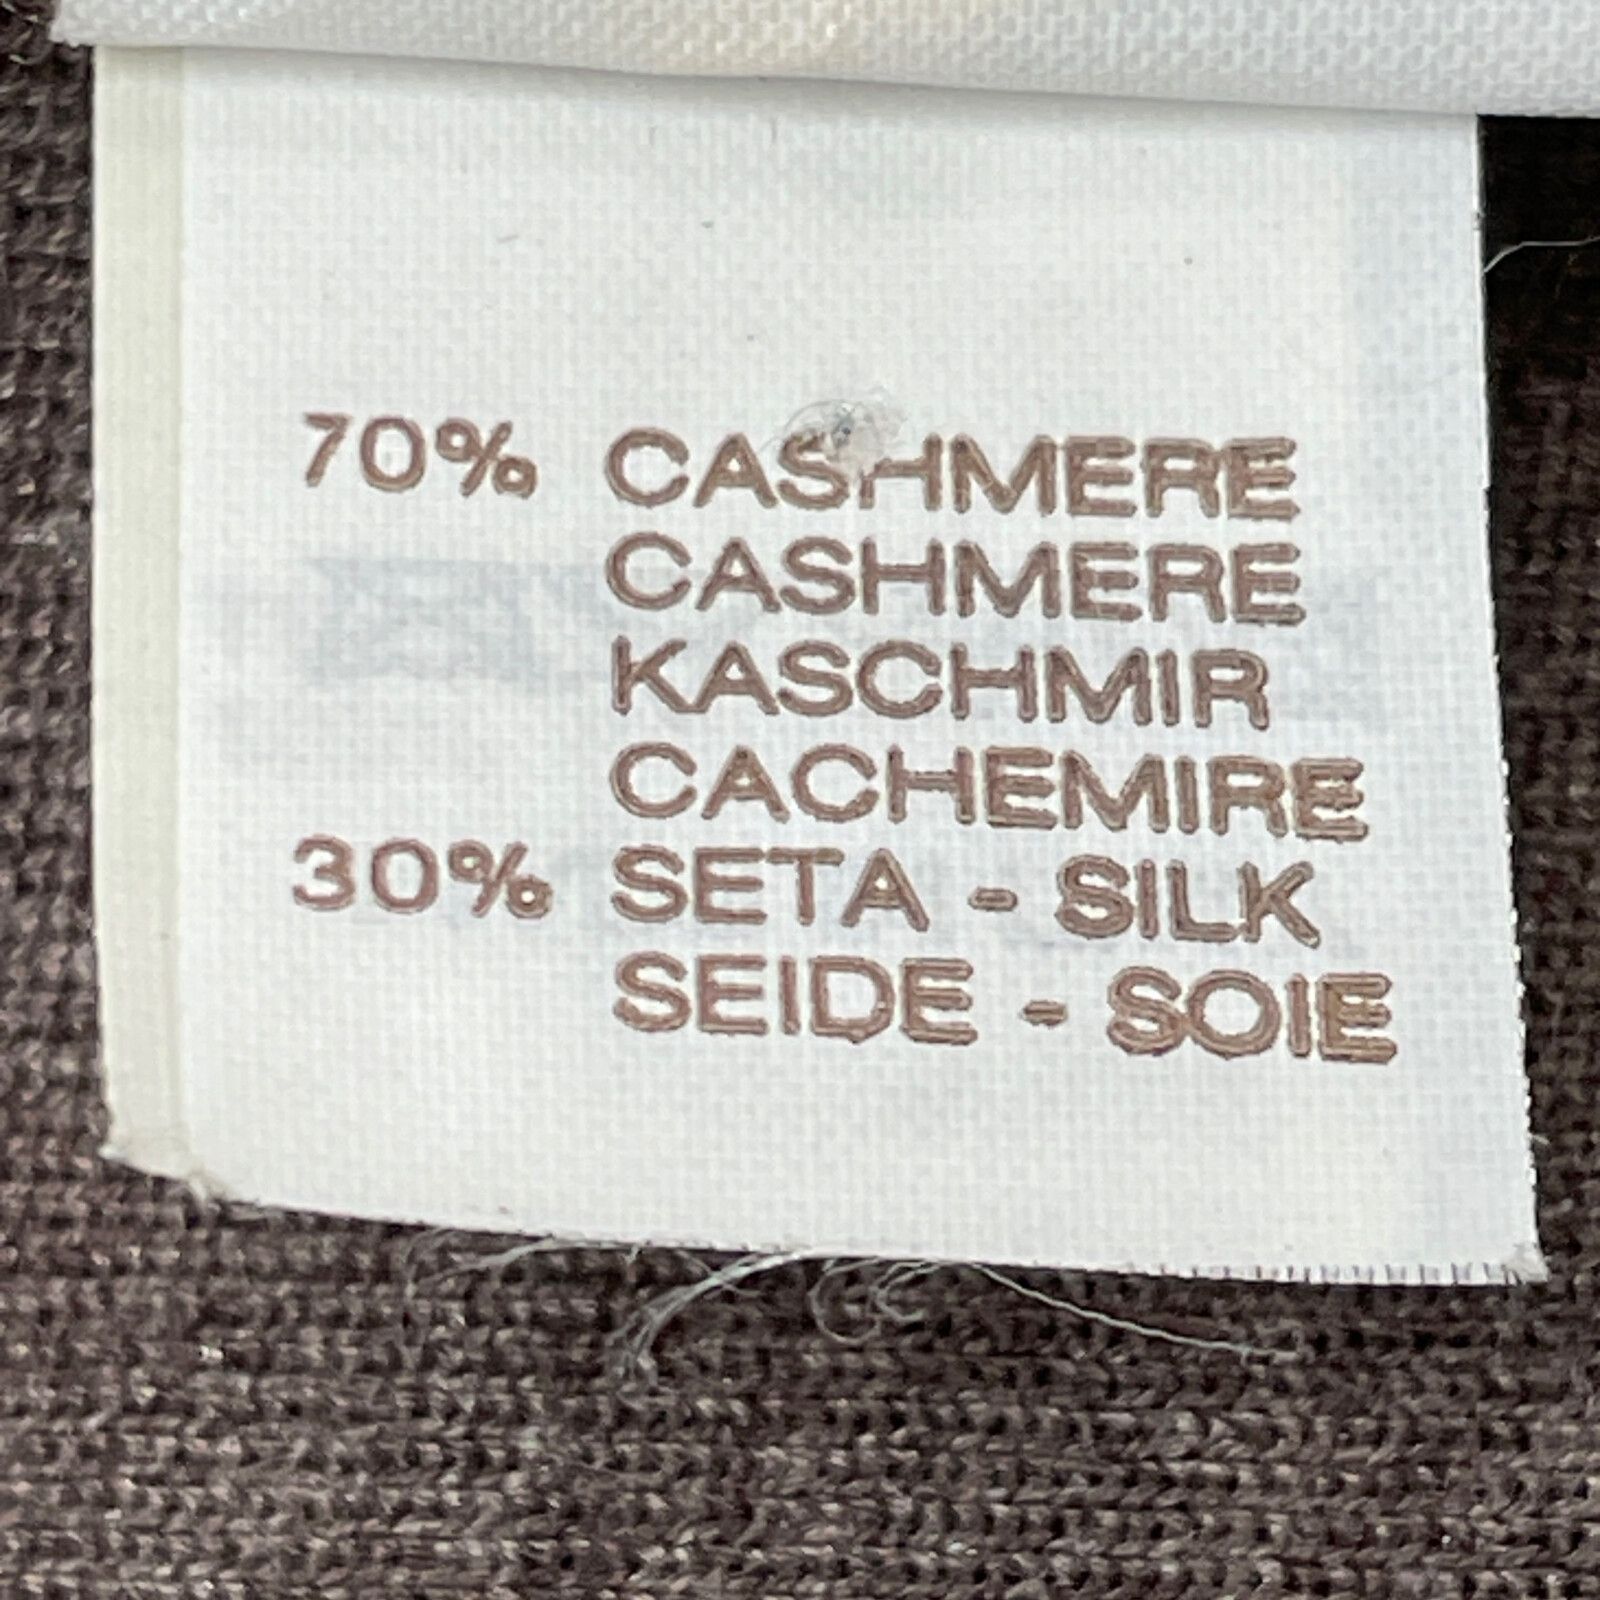 70% CASHMERE
CASHMERE
KASCHMIR
CACHEMIRE
30% SETA - SILK
SEIDE - SOIE